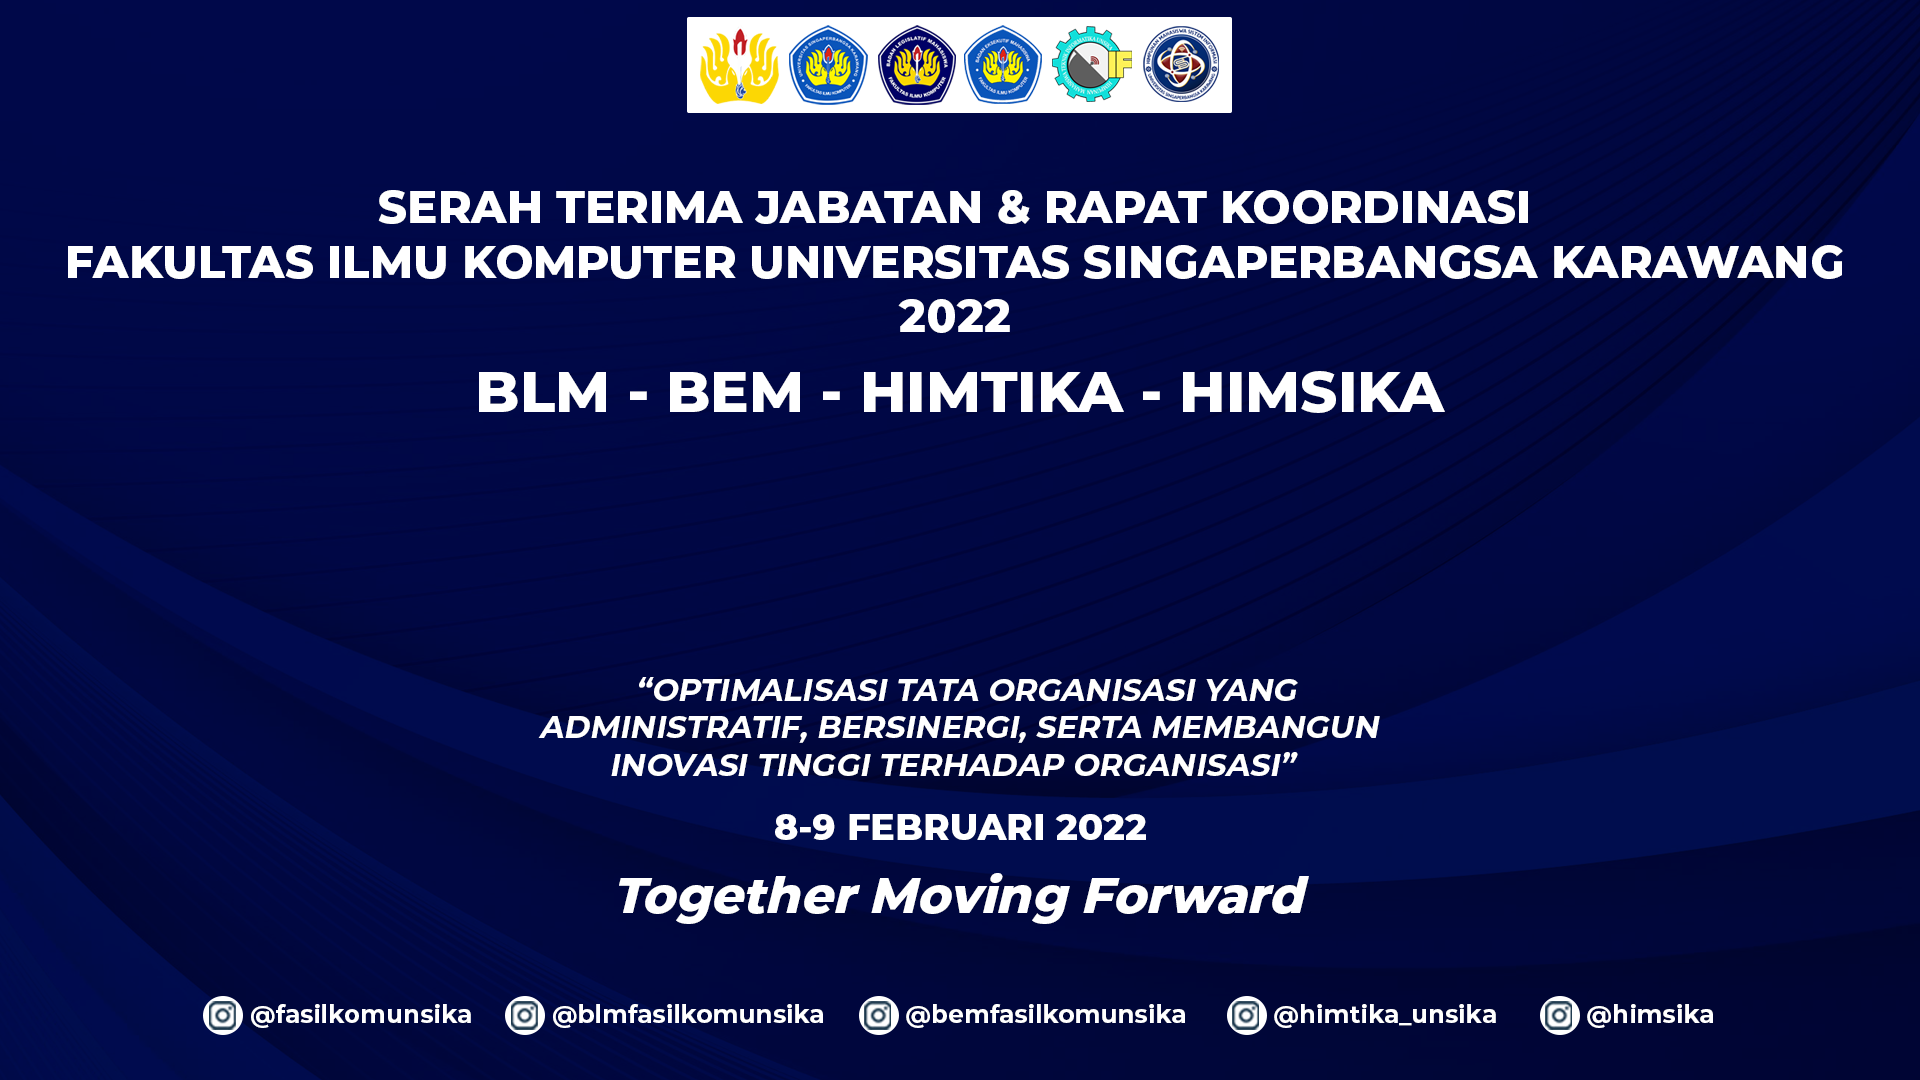 SERAH TERIMA JABATAN & RAPAT KOORDINASI
FAKULTAS ILMU KOMPUTER UNIVERSITAS SINGAPERBANGSA KARAWANG
2022
BLM - BEM - HIMTIKA - HIMSIKA
“OPTIMALISASI TATA ORGANISASI YANG
ADMINISTRATIF, BERSINERGI, SERTA MEMBANGUN
INOVASI TINGGI TERHADAP ORGANISASI”
8-9 FEBRUARI 2022
Together Moving Forward
@fasilkomunsika @blmfasilkomunsika @bemfasilkomunsika @himtika_unsika @himsika